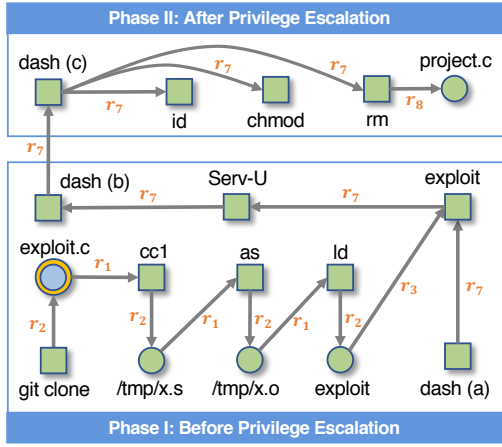 Phase II: After Privilege Escalation
dash (c)
project.c
r7
r7
r7
r8
id
chmod
rm
r7
dash (b)
Serv-U
exploit
r7
r7
exploit.c
cc1
as
ld
r1
r2
r2
r1
r2
r1
r2
r3
r7
git clone
/tmp/x.s
/tmp/x.o
exploit
dash (a)
Phase I: Before Privilege Escalation